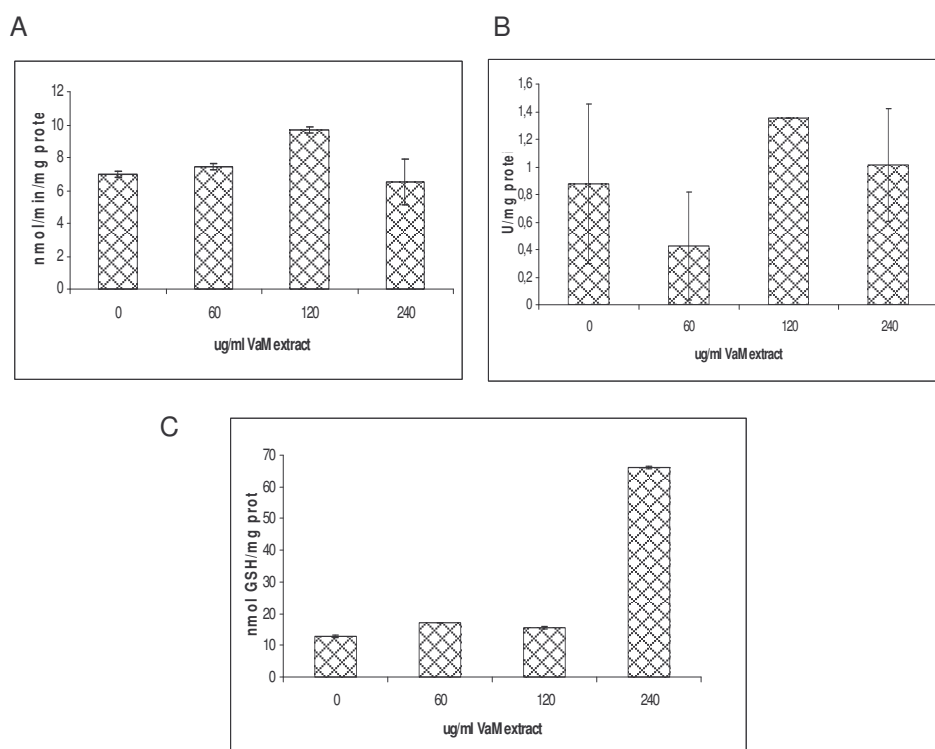 A
nmol/min/mg prote
12
10
8
6
4
2
0
0 60 120 240
ug/ml VaM extract
B
U/mg protei
1,6
1,4
1,2
1
0,8
0,6
0,4
0,2
0
0 60 120 240
ug/ml VaM extract
C
nmol GSH/mg prot
70
60
50
40
30
20
10
0
0 60 120 240
ug/ml VaM extract